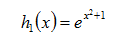 h₁(x) = e^{x²+1}